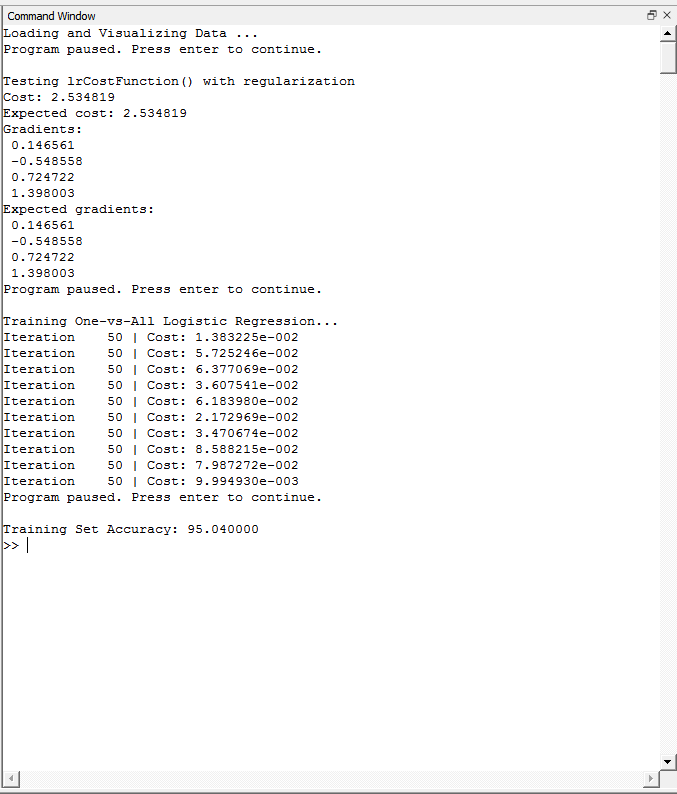 Command Window
Loading and Visualizing Data ...
Program paused. Press enter to continue.
Testing lrCostFunction() with regularization
Cost: 2.534819
Expected cost: 2.534819
Gradients:
0.146561
-0.548558
0.724722
1.398003
Expected gradients:
0.146561
-0.548558
0.724722
1.398003
Program paused. Press enter to continue.
Training One-vs-All Logistic Regression...
Iteration    50 | Cost: 1.383225e-002
Iteration    50 | Cost: 5.725246e-002
Iteration    50 | Cost: 6.377069e-002
Iteration    50 | Cost: 3.607541e-002
Iteration    50 | Cost: 6.183980e-002
Iteration    50 | Cost: 2.172969e-002
Iteration    50 | Cost: 3.470674e-002
Iteration    50 | Cost: 8.588215e-002
Iteration    50 | Cost: 7.987272e-002
Iteration    50 | Cost: 9.994930e-003
Program paused. Press enter to continue.
Training Set Accuracy: 95.040000
>>